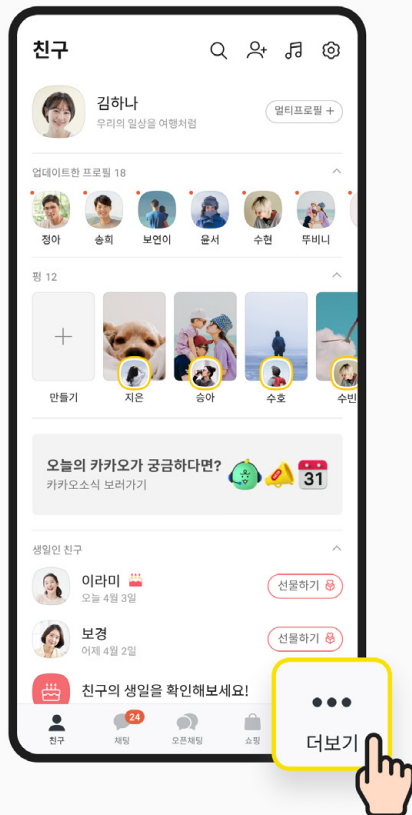 친구
김하나
우리의 일상을 여행처럼
멀티프로필 +
업데이트한 프로필 18
정아 송희 보연이 윤서 수현 뚜비니
펑 12
만들기 지은 승아 수호 수빈
오늘의 카카오가 궁금하다면?
카카오소식 보러가기
31
생일인 친구
이라미
오늘 4월 3일
선물하기
보경
어제 4월 2일
선물하기
친구의 생일을 확인해보세요!
24
친구 채팅 오픈채팅 쇼핑 더보기